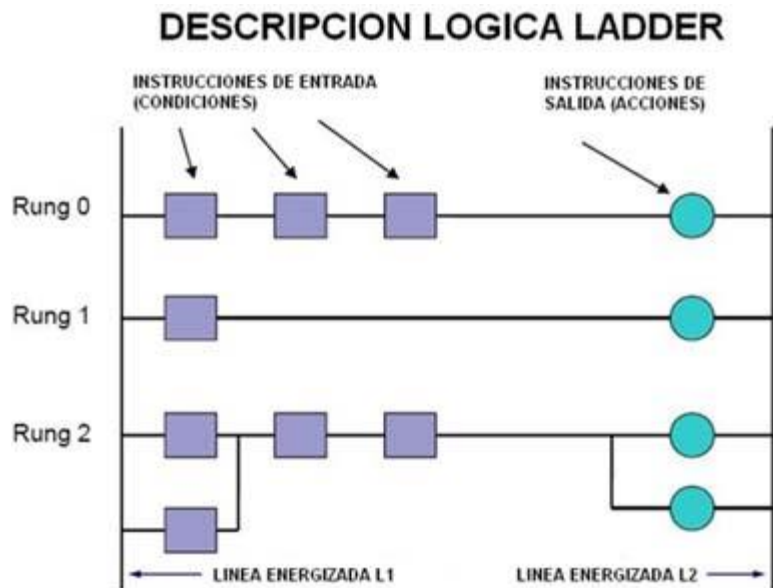 DESCRIPCION LOGICA LADDER
INSTRUCCIONES DE ENTRADA
(CONDICIONES)
INSTRUCCIONES DE
SALIDA (ACCIONES)
Rung 0
Rung 1
Rung 2
LINEA ENERGIZADA L1
LINEA ENERGIZADA L2